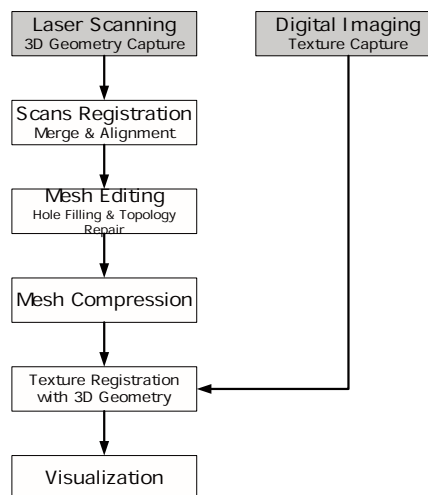 Laser Scanning
3D Geometry Capture
Digital Imaging
Texture Capture
Scans Registration
Merge & Alignment
Mesh Editing
Hole Filling & Topology
Repair
Mesh Compression
Texture Registration
with 3D Geometry
Visualization